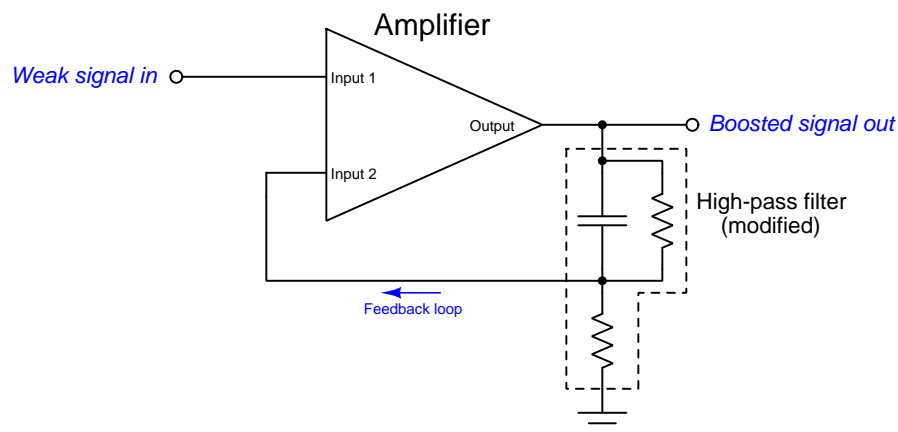 Amplifier
Weak signal in
Input 1
Output
Boosted signal out
Input 2
High-pass filter
(modified)
Feedback loop